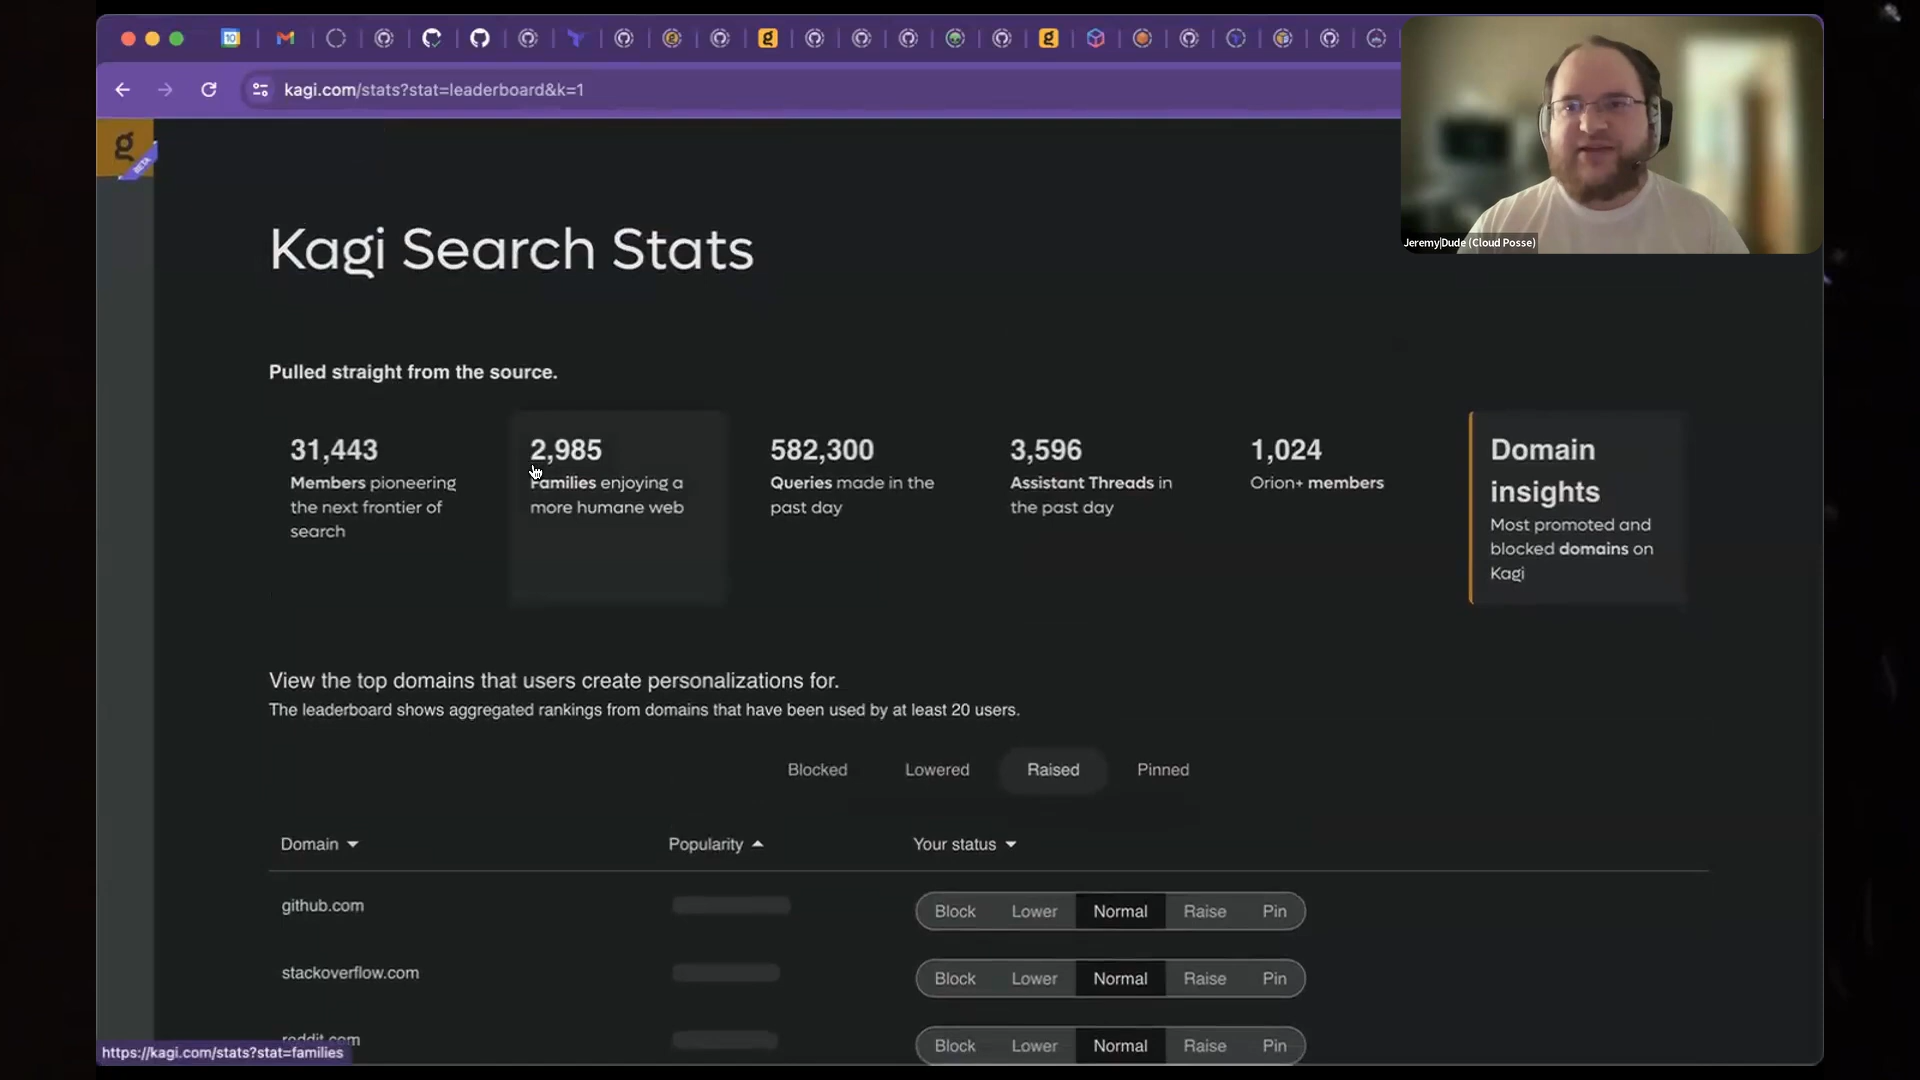 10
kagi.com/stats?stat=leaderboard&k=1
g
BETA
Jeremy|Dude (Cloud Posse)
Kagi Search Stats
Pulled straight from the source.
31,443
Members pioneering
the next frontier of
search
2,985
Families enjoying a
more humane web
582,300
Queries made in the
past day
3,596
Assistant Threads in
the past day
1,024
Orion+ members
Domain
insights
Most promoted and
blocked domains on
Kagi
View the top domains that users create personalizations for.
The leaderboard shows aggregated rankings from domains that have been used by at least 20 users.
Blocked Lowered Raised Pinned
Domain Popularity Your status
github.com Block Lower Normal Raise Pin
stackoverflow.com Block Lower Normal Raise Pin
reddit.com Block Lower Normal Raise Pin
https://kagi.com/stats?stat=families